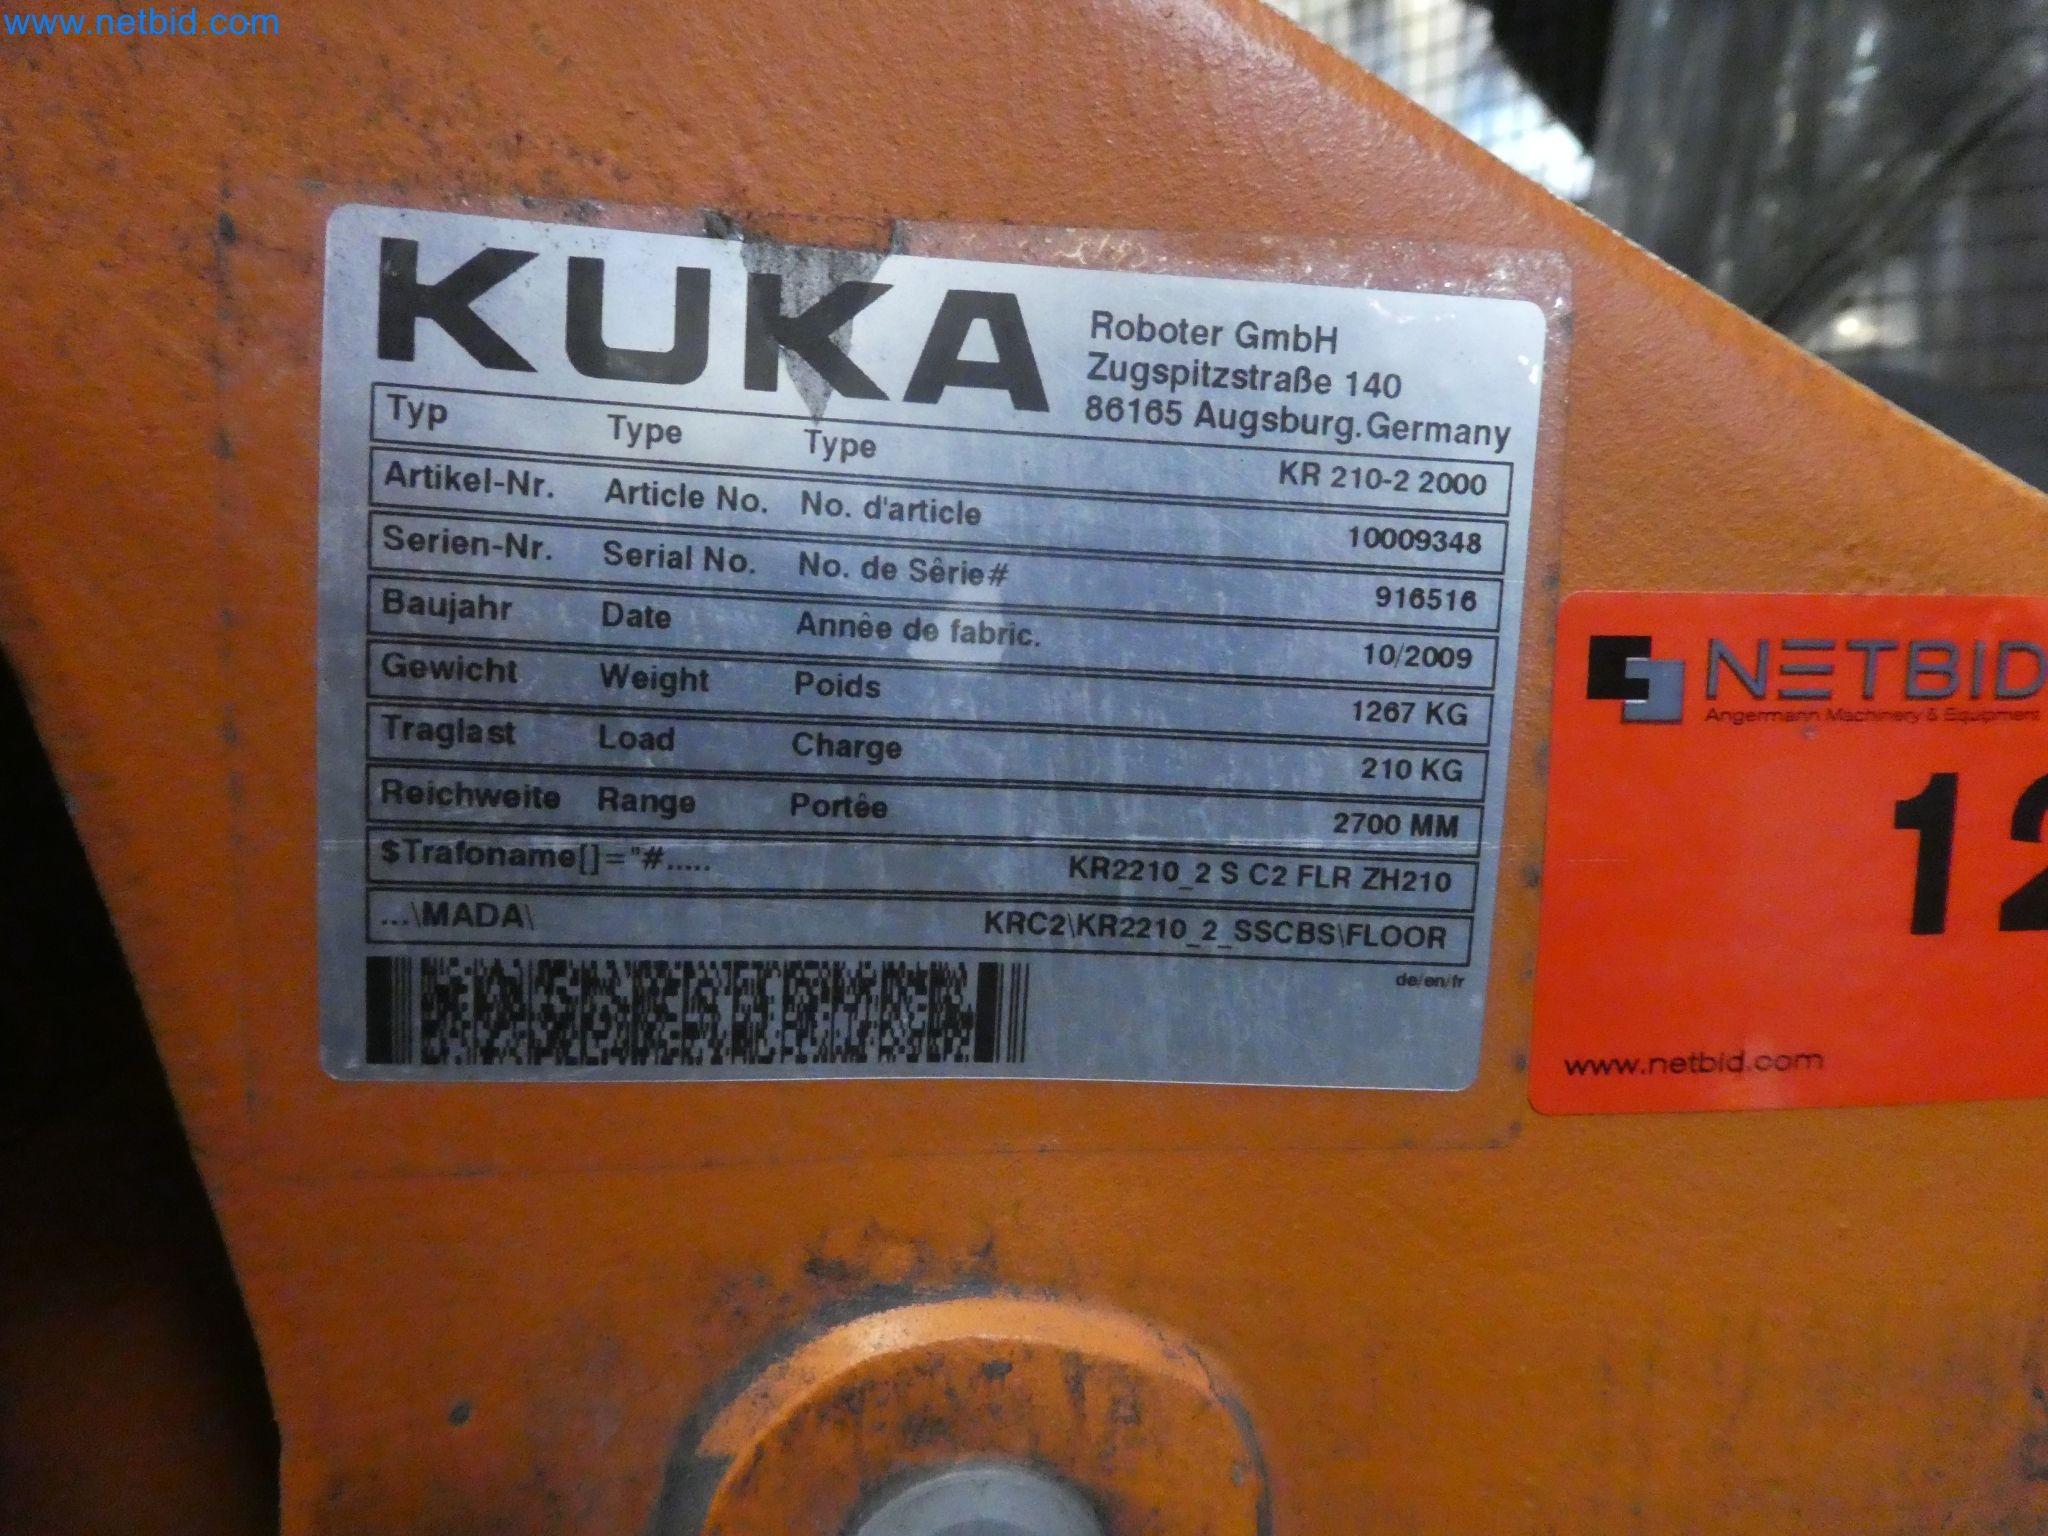 www.netbid.com
KUKA
Roboter GmbH
Zugspitzstraße 140
86165 Augsburg.Germany
Typ Type Type KR 210-2 2000
Artikel-Nr. Article No. No. d'article 10009348
Serien-Nr. Serial No. No. de Sêrie# 916516
Baujahr Date Annêe de fabric. 10/2009
Gewicht Weight Poids 1267 KG
Traglast Load Charge 210 KG
Reichweite Range Portêe 2700 MM
$Trafoname[]="#..... KR2210_2 S C2 FLR ZH210
...\MADA\ KRC2\KR2210_2_SSCBS\FLOOR
de/en/fr
NETBID
Angermann Machinery & Equipment
12
www.netbid.com